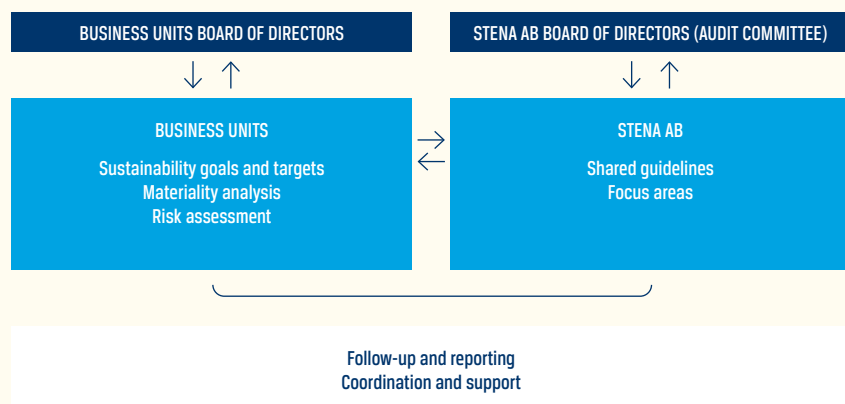 BUSINESS UNITS BOARD OF DIRECTORS
STENA AB BOARD OF DIRECTORS (AUDIT COMMITTEE)
BUSINESS UNITS
Sustainability goals and targets
Materiality analysis
Risk assessment
STENA AB
Shared guidelines
Focus areas
Follow-up and reporting
Coordination and support